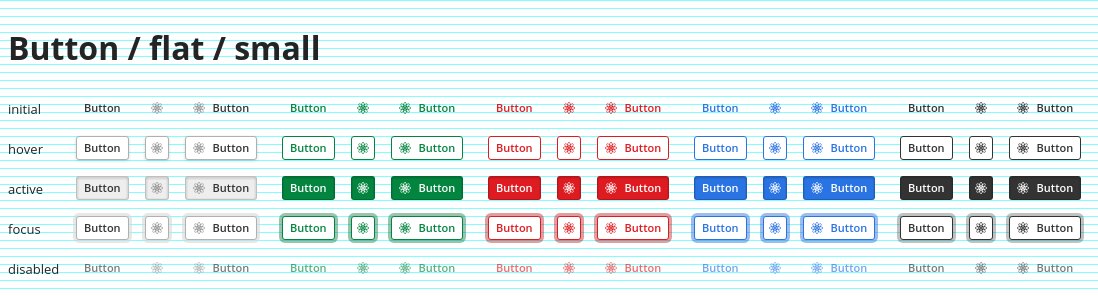 Button / flat / small
initial Button Button Button Button Button Button Button Button Button Button
hover Button Button Button Button Button Button Button Button Button Button
active Button Button Button Button Button Button Button Button Button Button
focus Button Button Button Button Button Button Button Button Button Button
disabled Button Button Button Button Button Button Button Button Button Button